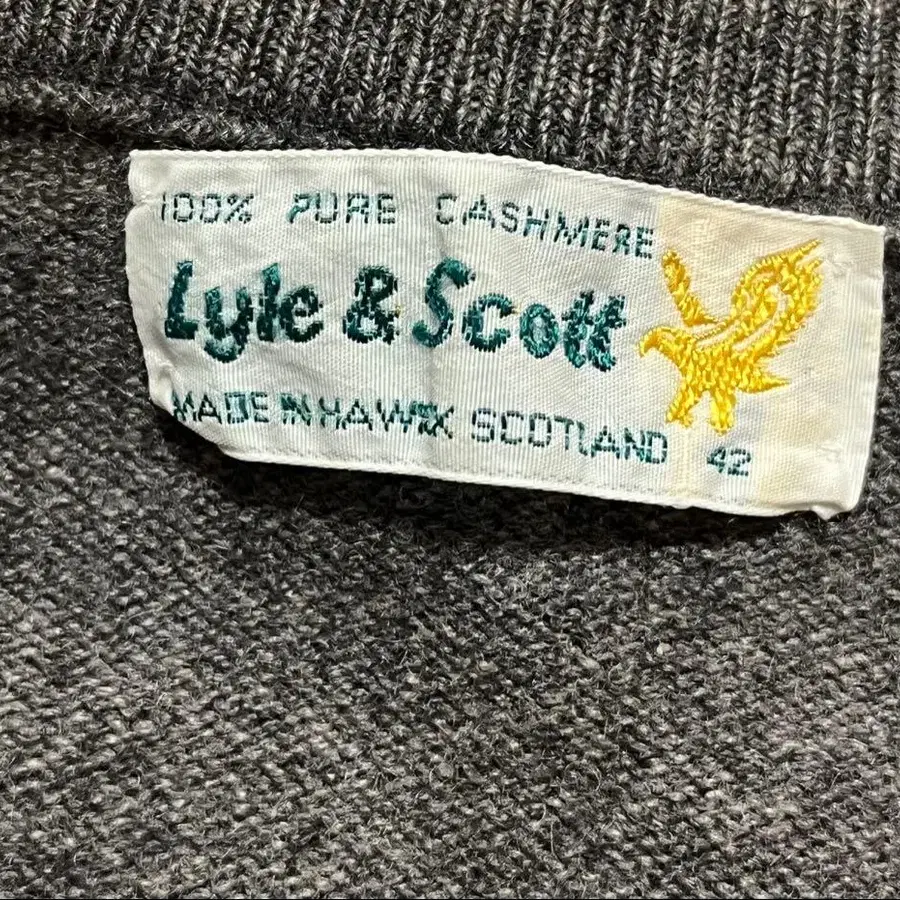 100% PURE CASHMERE
Lyle & Scott
MADE IN HAWICK SCOTLAND 42